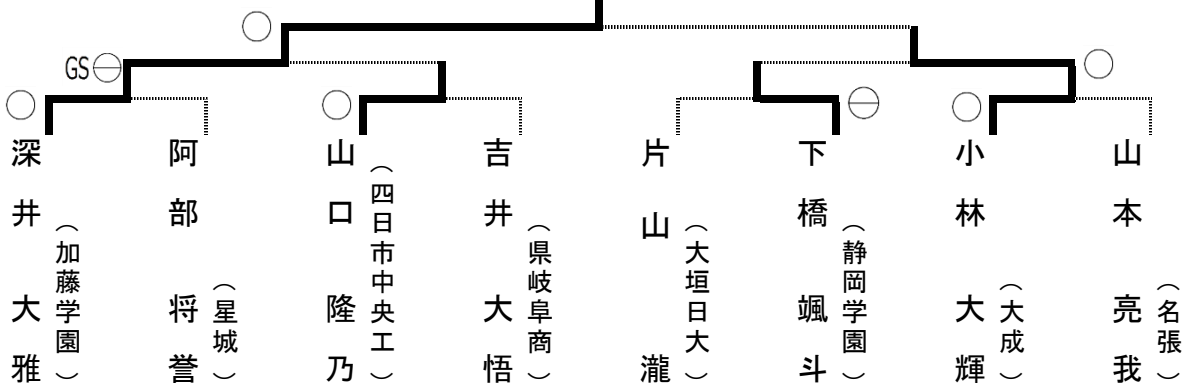 GS
深井 大雅
（加藤学園）
阿部 将誉
（星城）
山口 隆乃
（四日市中央工）
吉井 大悟
（県岐阜商）
片山 瀧
（大垣日大）
下橋 颯斗
（静岡学園）
小林 大輝
（大成）
山本 亮我
（名張）